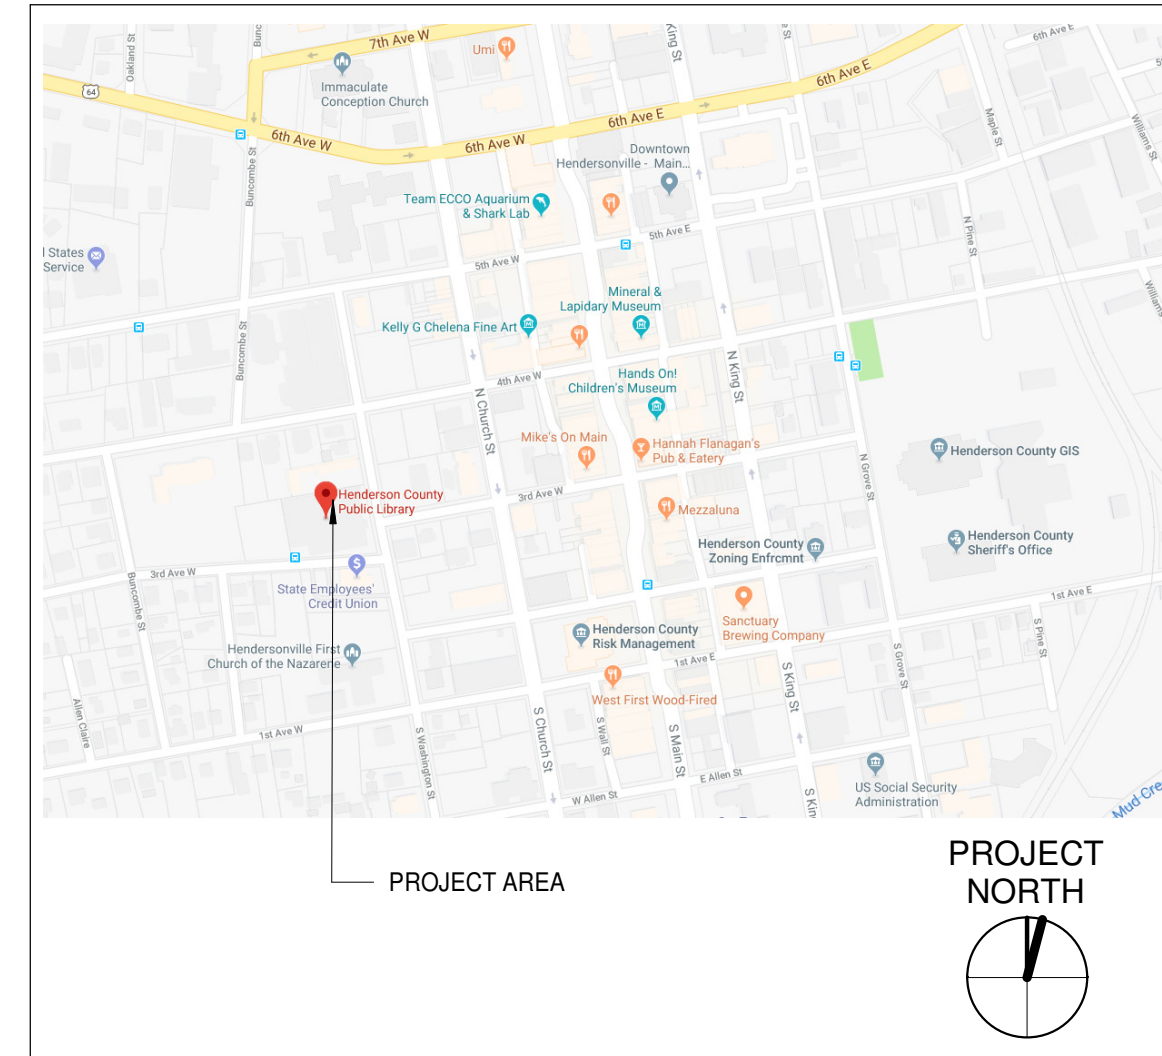 Oakland St
Bunc
7th Ave W
Umi
King St
s St
6th Ave E
5
64
Immaculate
Conception Church
6th Ave E
Maple St
Williams St
6th Ave W
6th Ave W
6th Ave E
Downtown
Hendersonville - Main...
Buncombe St
Team ECCO Aquarium
& Shark Lab
N Pine St
l States
Service
5th Ave E
5th Ave W
Williams
Mineral &
Lapidary Museum
Kelly G Chelena Fine Art
Buncombe St
N Church St
4th Ave W
N King St
Hands On!
Children's Museum
Mike's On Main
Hannah Flanagan's
Pub & Eatery
N Grove St
Henderson County GIS
Henderson County
Public Library
3rd Ave W
Mezzaluna
Henderson County
Zoning Enfrcmnt
Henderson County
Sheriff's Office
3rd Ave W
Buncombe St
State Employees'
Credit Union
1st Ave E
Sanctuary
Brewing Company
Henderson County
Risk Management
S Pine St
Hendersonville First
Church of the Nazarene
1st Ave E
S Grove St
S King St
West First Wood-Fired
Allen Claire
1st Ave W
S Washington St
S Church St
S Wall St
S Main St
E Allen St
US Social Security
Administration
W Allen St
S Kin
Mud Cre
PROJECT AREA
PROJECT
NORTH